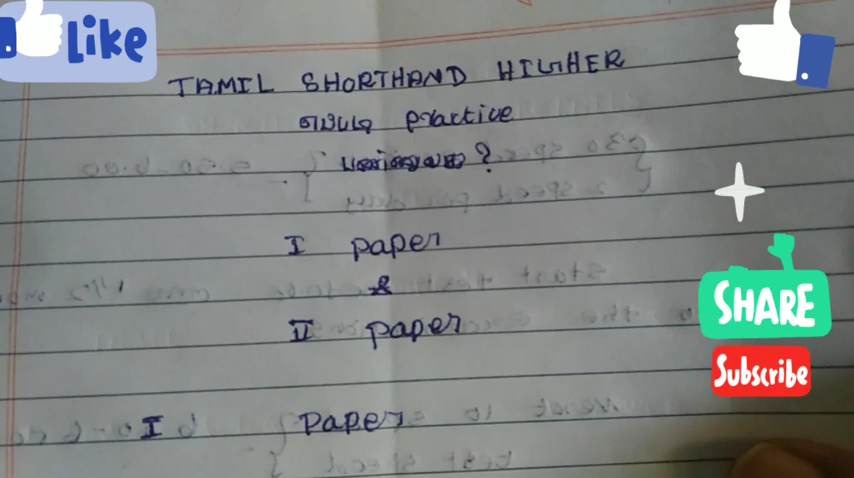 Like
TAMIL SHORTHAND HIGHER
எப்படி practice
பண்ணுவது?
I paper
&
II paper
SHARE
Subscribe
I paper